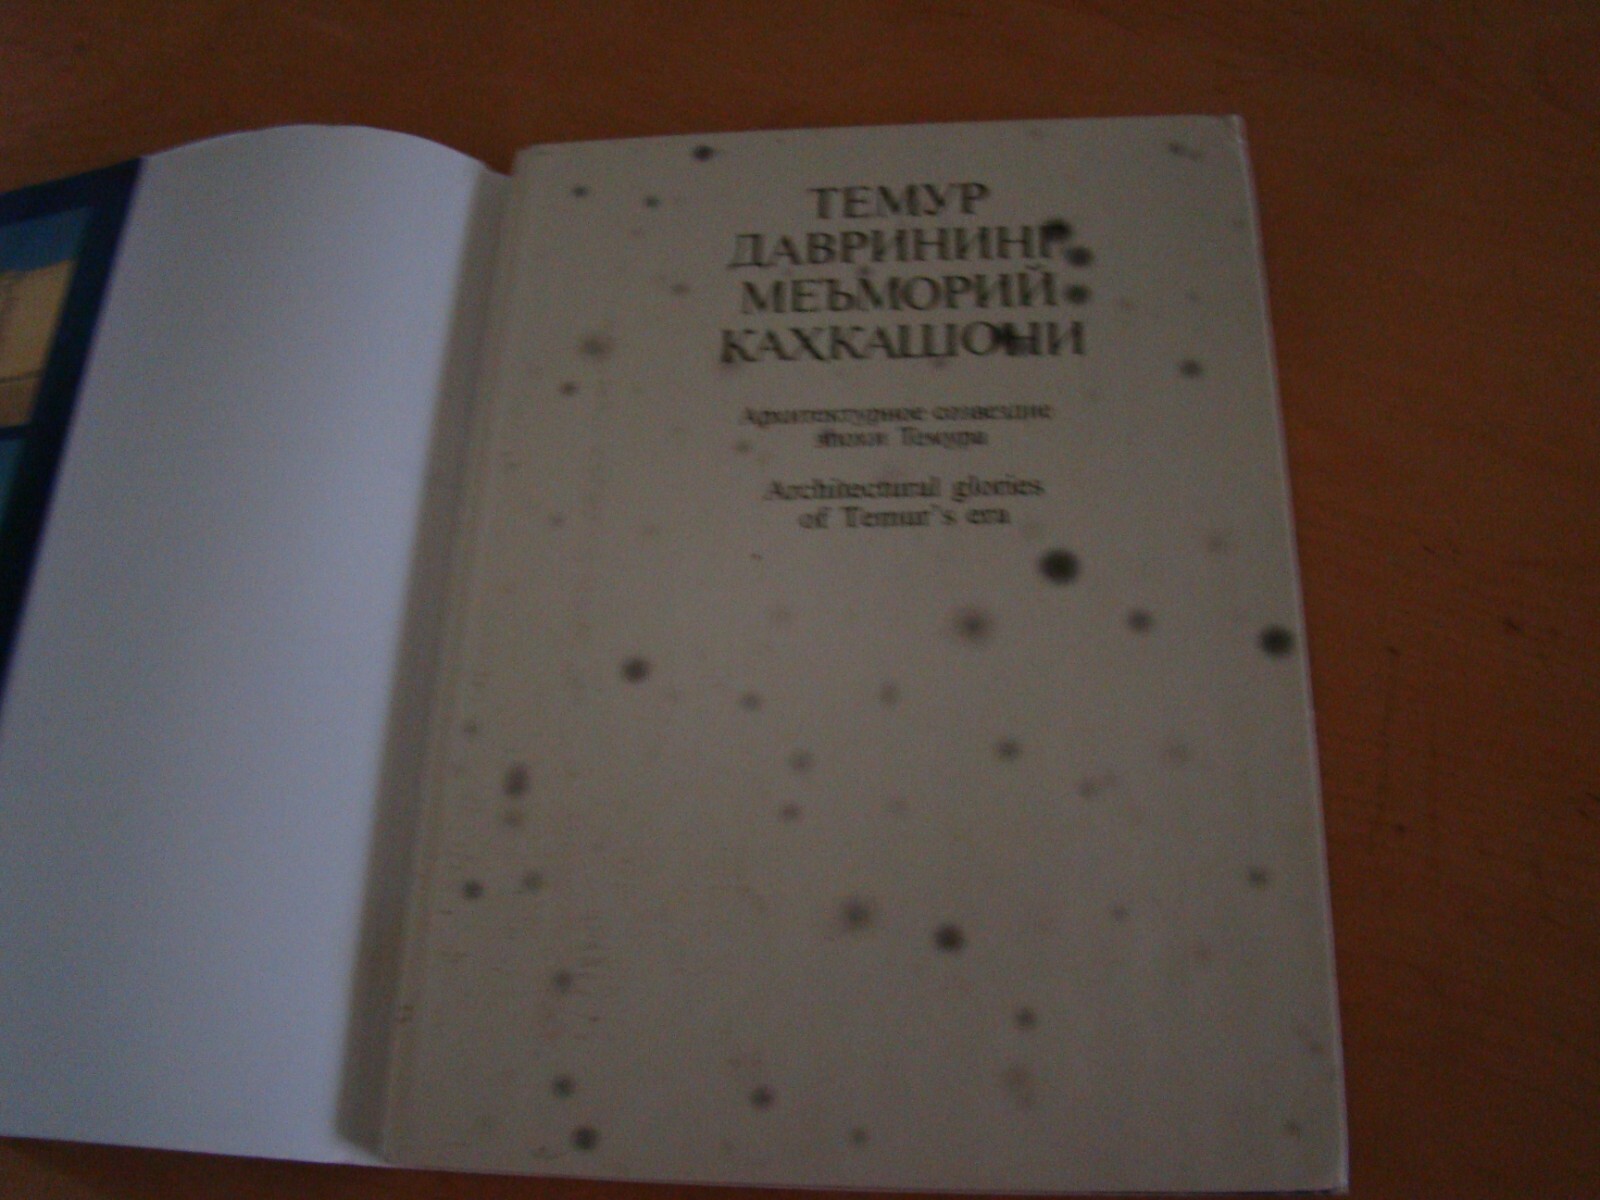 ТЕМУР
ДАВРИНИНГ
МЕЪМОРИЙ
КАҲКАШОНИ
Архитектурное созвездие
эпохи Темура
Architectural glories
of Temur's era